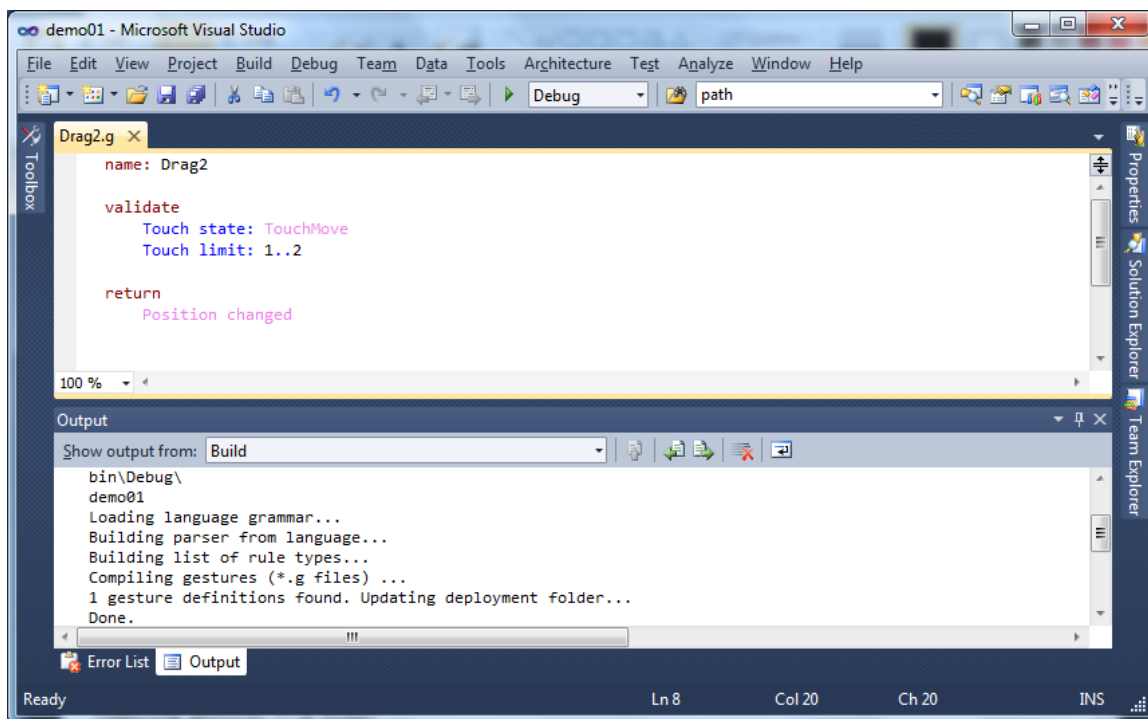 demo01 - Microsoft Visual Studio
File Edit View Project Build Debug Team Data Tools Architecture Test Analyze Window Help
Debug path
Toolbox
Drag2.g
name: Drag2
validate
Touch state: TouchMove
Touch limit: 1..2
return
Position changed
100 %
Properties
Solution Explorer
Team Explorer
Output
Show output from: Build
bin\Debug\
demo01
Loading language grammar...
Building parser from language...
Building list of rule types...
Compiling gestures (*.g files) ...
1 gesture definitions found. Updating deployment folder...
Done.
Error List Output
Ready Ln 8 Col 20 Ch 20 INS